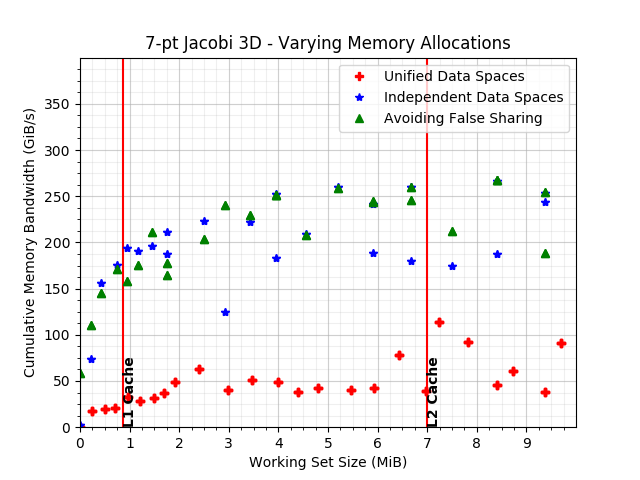 7-pt Jacobi 3D - Varying Memory Allocations
Unified Data Spaces
Independent Data Spaces
Avoiding False Sharing
Cumulative Memory Bandwidth (GiB/s)
350
300
250
200
150
100
50
0
L1 Cache
L2 Cache
0 1 2 3 4 5 6 7 8 9
Working Set Size (MiB)